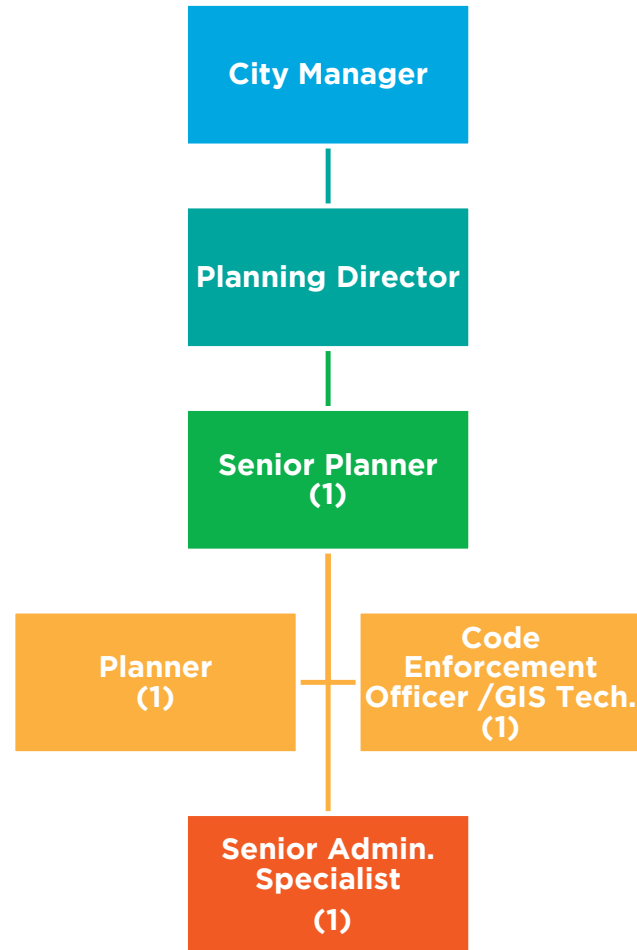 City Manager
Planning Director
Senior Planner
(1)
Planner
(1)
Code
Enforcement
Officer /GIS Tech.
(1)
Senior Admin.
Specialist
(1)